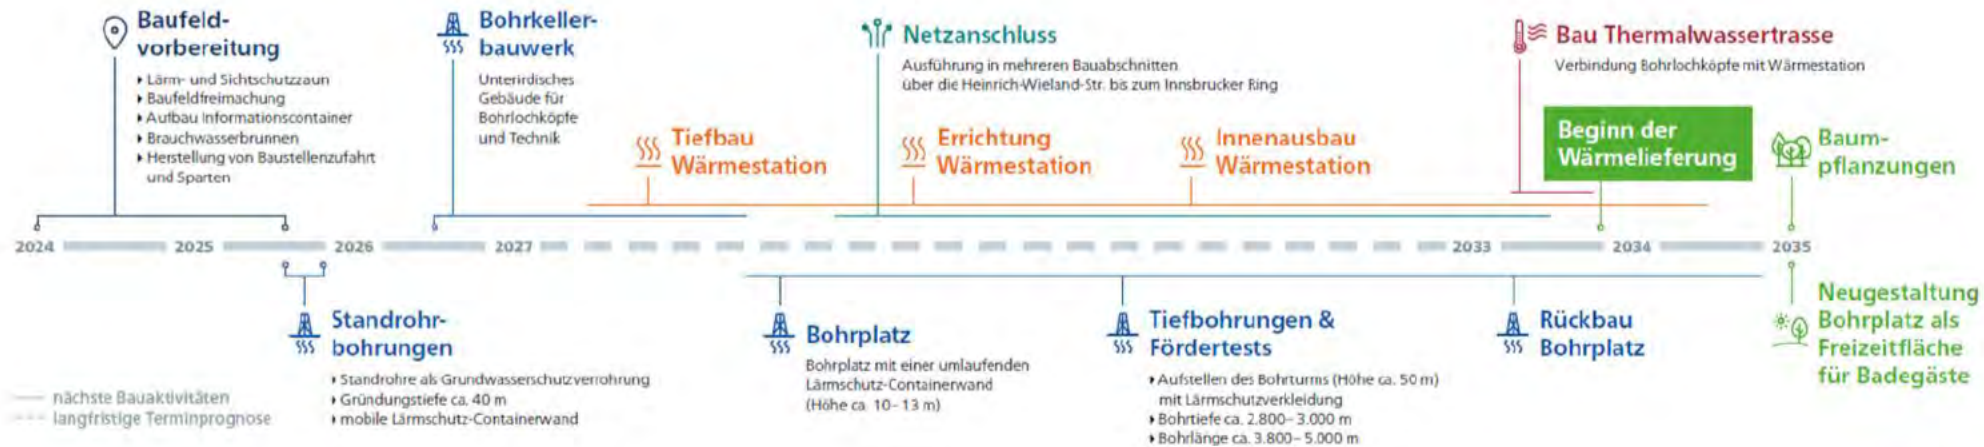 Baufeld-
vorbereitung
▸ Lärm- und Sichtschutzzaun
▸ Baufeldfreimachung
▸ Aufbau Informationscontainer
▸ Brauchwasserbrunnen
▸ Herstellung von Baustellenzufahrt
und Sparten
Bohrkeller-
bauwerk
Unterirdisches
Gebäude für
Bohrlochköpfe
und Technik
Tiefbau
Wärmestation
Netzanschluss
Ausführung in mehreren Bauabschnitten
über die Heinrich-Wieland-Str. bis zum Innsbrucker Ring
Errichtung
Wärmestation
Innenausbau
Wärmestation
Bau Thermalwassertrasse
Verbindung Bohrlochköpfe mit Wärmestation
Beginn der
Wärmelieferung
Baum-
pflanzungen
2024
2025
2026
2027
2033
2034
2035
Standrohr-
bohrungen
▸ Standrohre als Grundwasserschutzverrohrung
▸ Gründungstiefe ca. 40 m
▸ mobile Lärmschutz-Containerwand
Bohrplatz
Bohrplatz mit einer umlaufenden
Lärmschutz-Containerwand
(Höhe ca. 10–13 m)
Tiefbohrungen &
Fördertests
▸ Aufstellen des Bohrturms (Höhe ca. 50 m)
mit Lärmschutzverkleidung
▸ Bohrtiefe ca. 2.800–3.000 m
▸ Bohrlänge ca. 3.800–5.000 m
Rückbau
Bohrplatz
Neugestaltung
Bohrplatz als
Freizeitfläche
für Badegäste
nächste Bauaktivitäten
langfristige Terminprognose